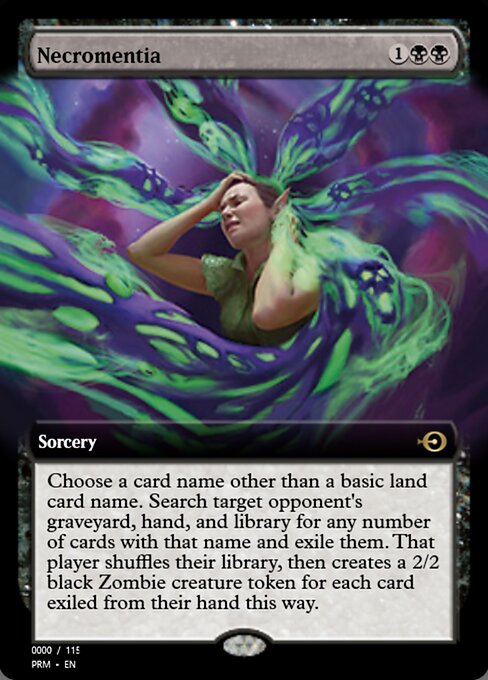 Necromentia 1
Sorcery
Choose a card name other than a basic land
card name. Search target opponent's
graveyard, hand, and library for any number
of cards with that name and exile them. That
player shuffles their library, then creates a 2/2
black Zombie creature token for each card
exiled from their hand this way.
0000 / 115
PRM • EN